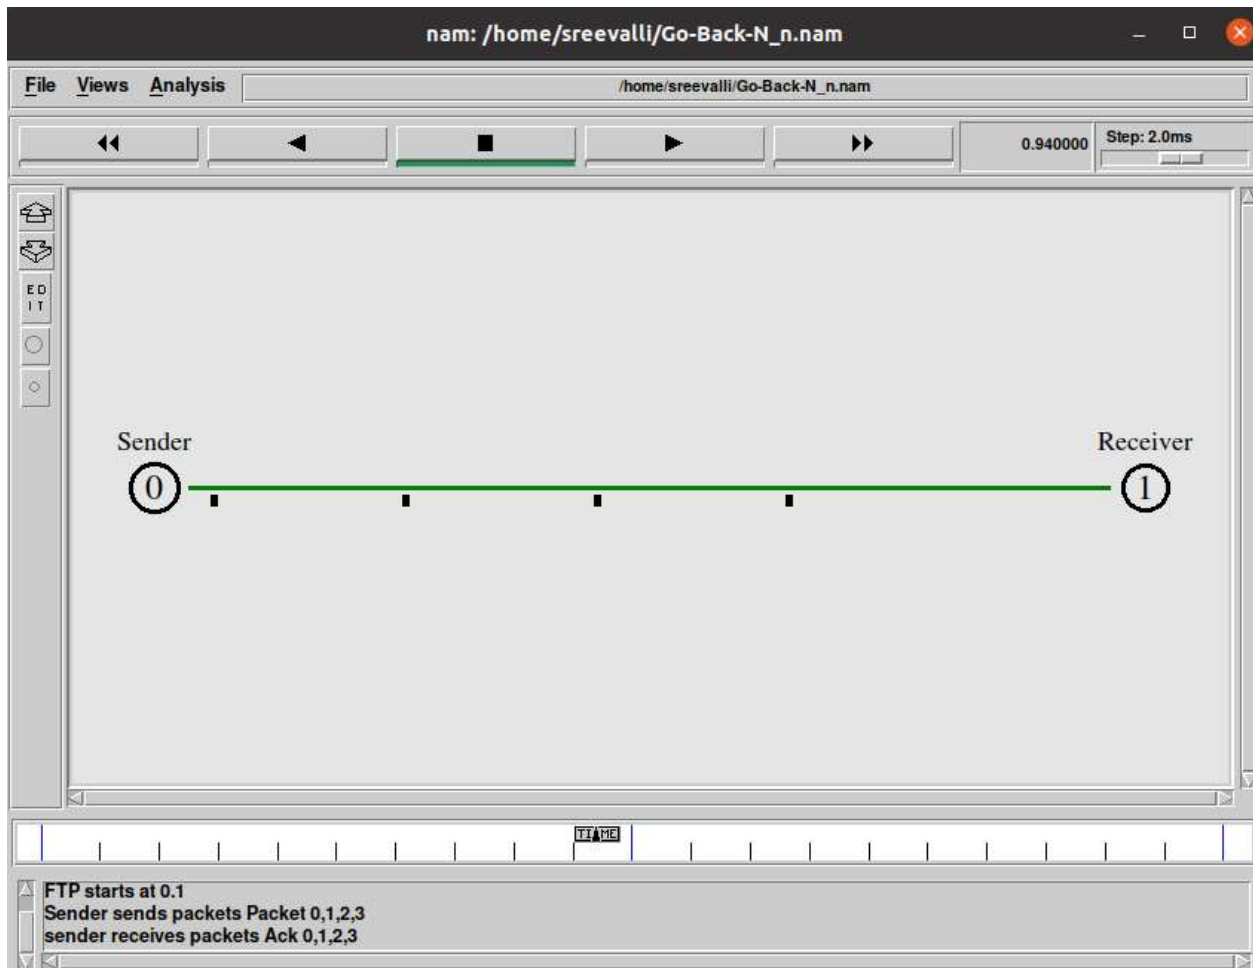 nam: /home/sreevalli/Go-Back-N_n.nam
File Views Analysis /home/sreevalli/Go-Back-N_n.nam
0.940000 Step: 2.0ms
E D
I T
Sender Receiver
0 1
TIME
FTP starts at 0.1
Sender sends packets Packet 0,1,2,3
sender receives packets Ack 0,1,2,3